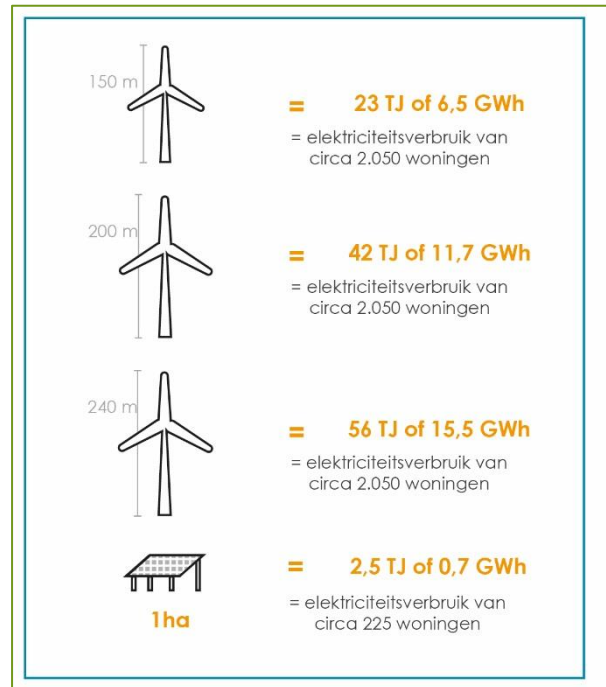 150 m
= 23 TJ of 6,5 GWh
= elektriciteitsverbruik van
circa 2.050 woningen
200 m
= 42 TJ of 11,7 GWh
= elektriciteitsverbruik van
circa 2.050 woningen
240 m
= 56 TJ of 15,5 GWh
= elektriciteitsverbruik van
circa 2.050 woningen
= 2,5 TJ of 0,7 GWh
1ha
= elektriciteitsverbruik van
circa 225 woningen